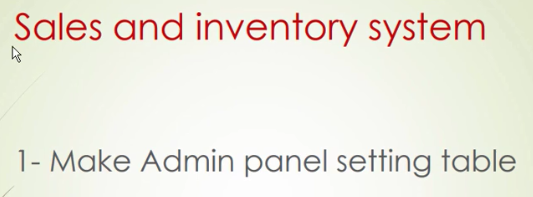 Sales and inventory system
1- Make Admin panel setting table